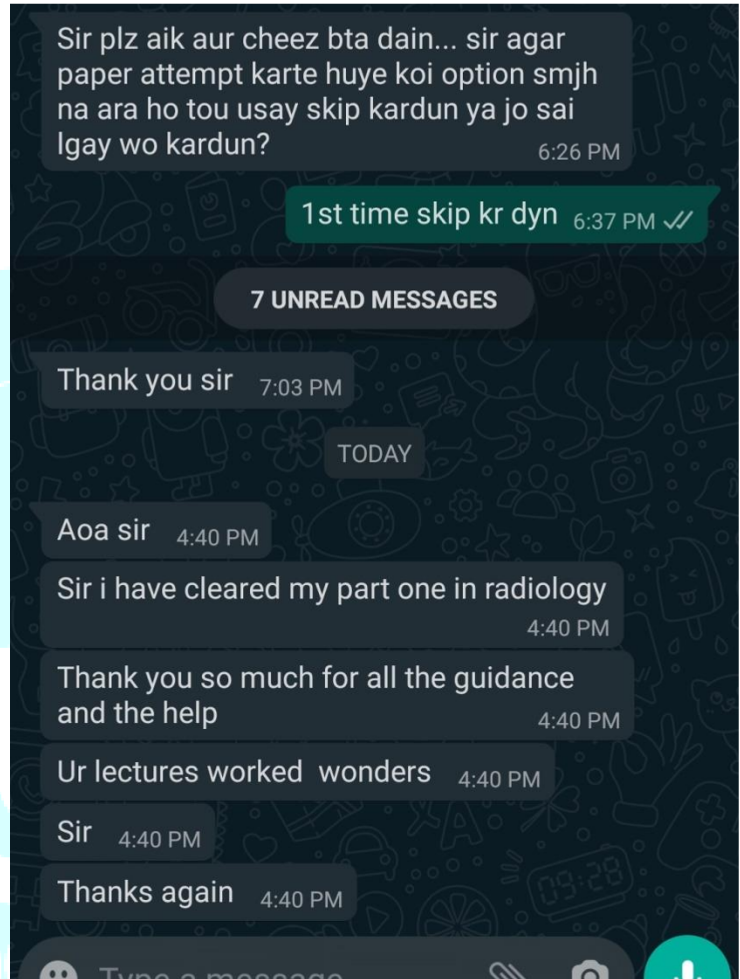 Sir plz aik aur cheez bta dain... sir agar
paper attempt karte huye koi option smjh
na ara ho tou usay skip kardun ya jo sai
lgay wo kardun?
6:26 PM
1st time skip kr dyn 6:37 PM
7 UNREAD MESSAGES
Thank you sir 7:03 PM
TODAY
Aoa sir 4:40 PM
Sir i have cleared my part one in radiology
4:40 PM
Thank you so much for all the guidance
and the help 4:40 PM
Ur lectures worked wonders 4:40 PM
Sir 4:40 PM
Thanks again 4:40 PM
Type a message